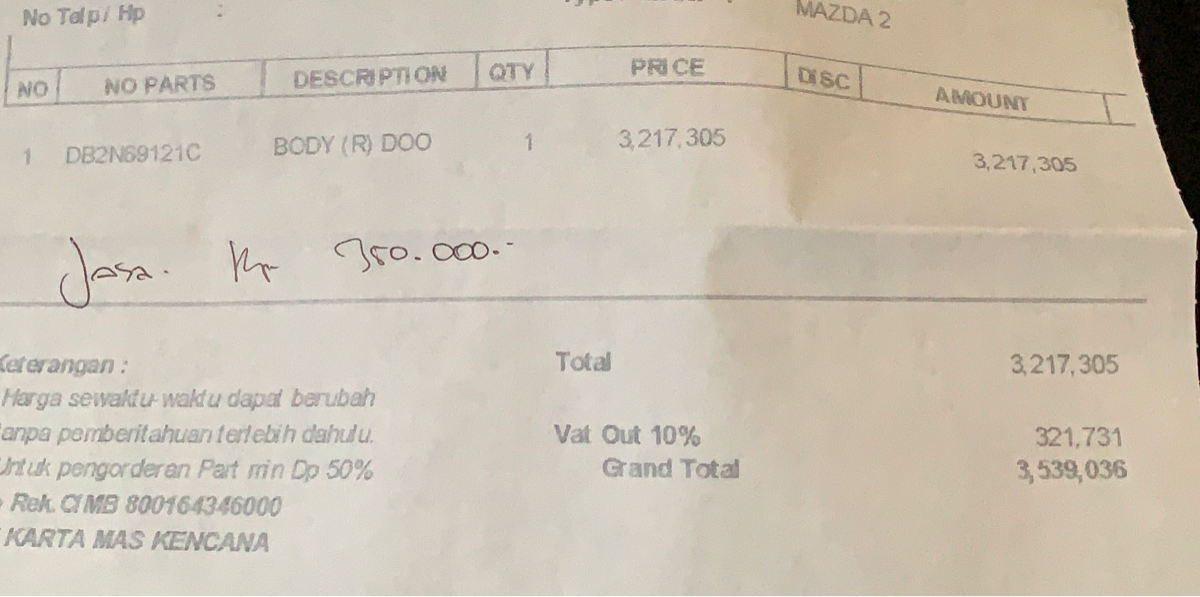 No Telp / Hp :
MAZDA 2
NO NO PARTS DESCRIPTION QTY PRICE DISC AMOUNT
1 DB2N69121C BODY (R) DOO 1 3,217,305 3,217,305
Jasa. Rp 350.000.-
Keterangan : Total 3,217,305
Harga sewaktu-waktu dapat berubah
tanpa pemberitahuan terlebih dahulu. Vat Out 10% 321,731
Untuk pengorderan Part min Dp 50% Grand Total 3,539,036
Rek. CIMB 800164346000
KARTA MAS KENCANA